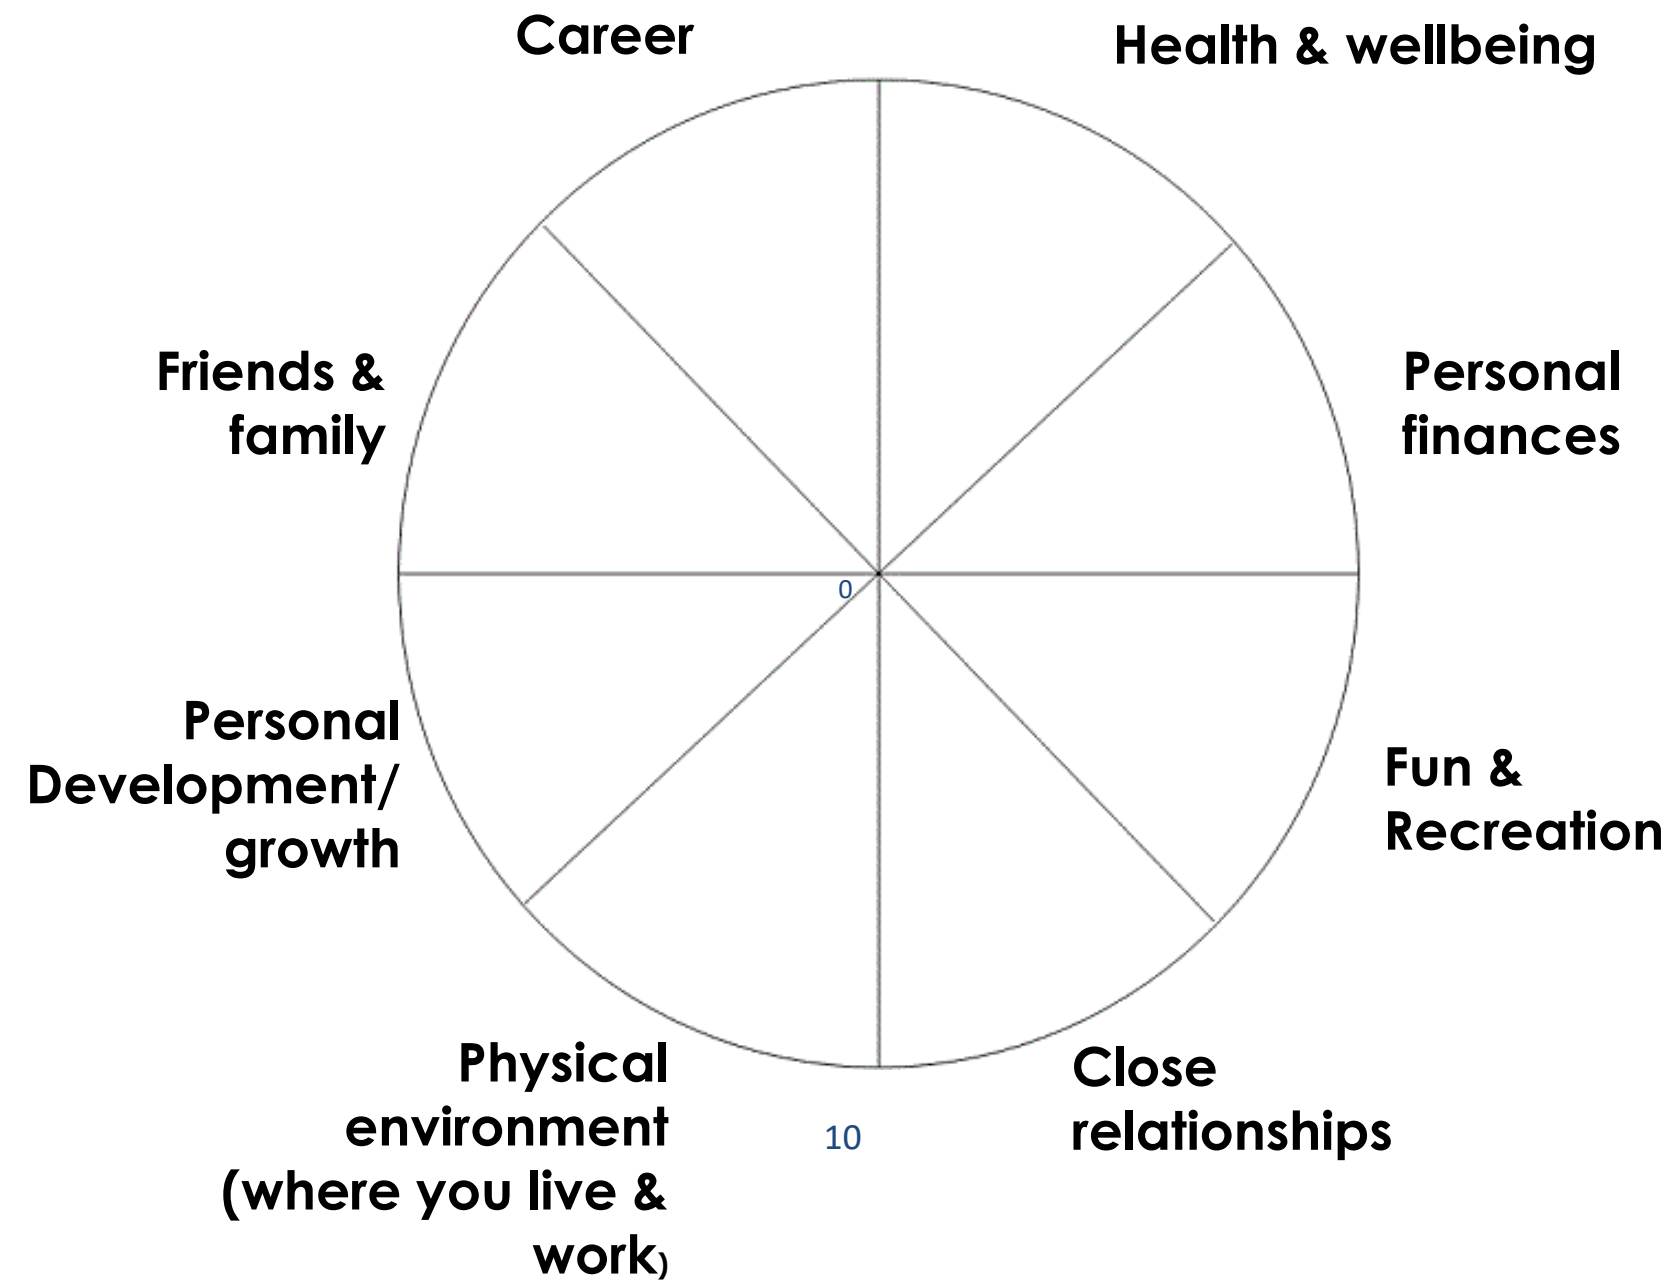 Career
Health & wellbeing
Friends &
family
Personal
finances
0
Personal
Development/
growth
Fun &
Recreation
Physical
environment
(where you live &
work)
10
Close
relationships